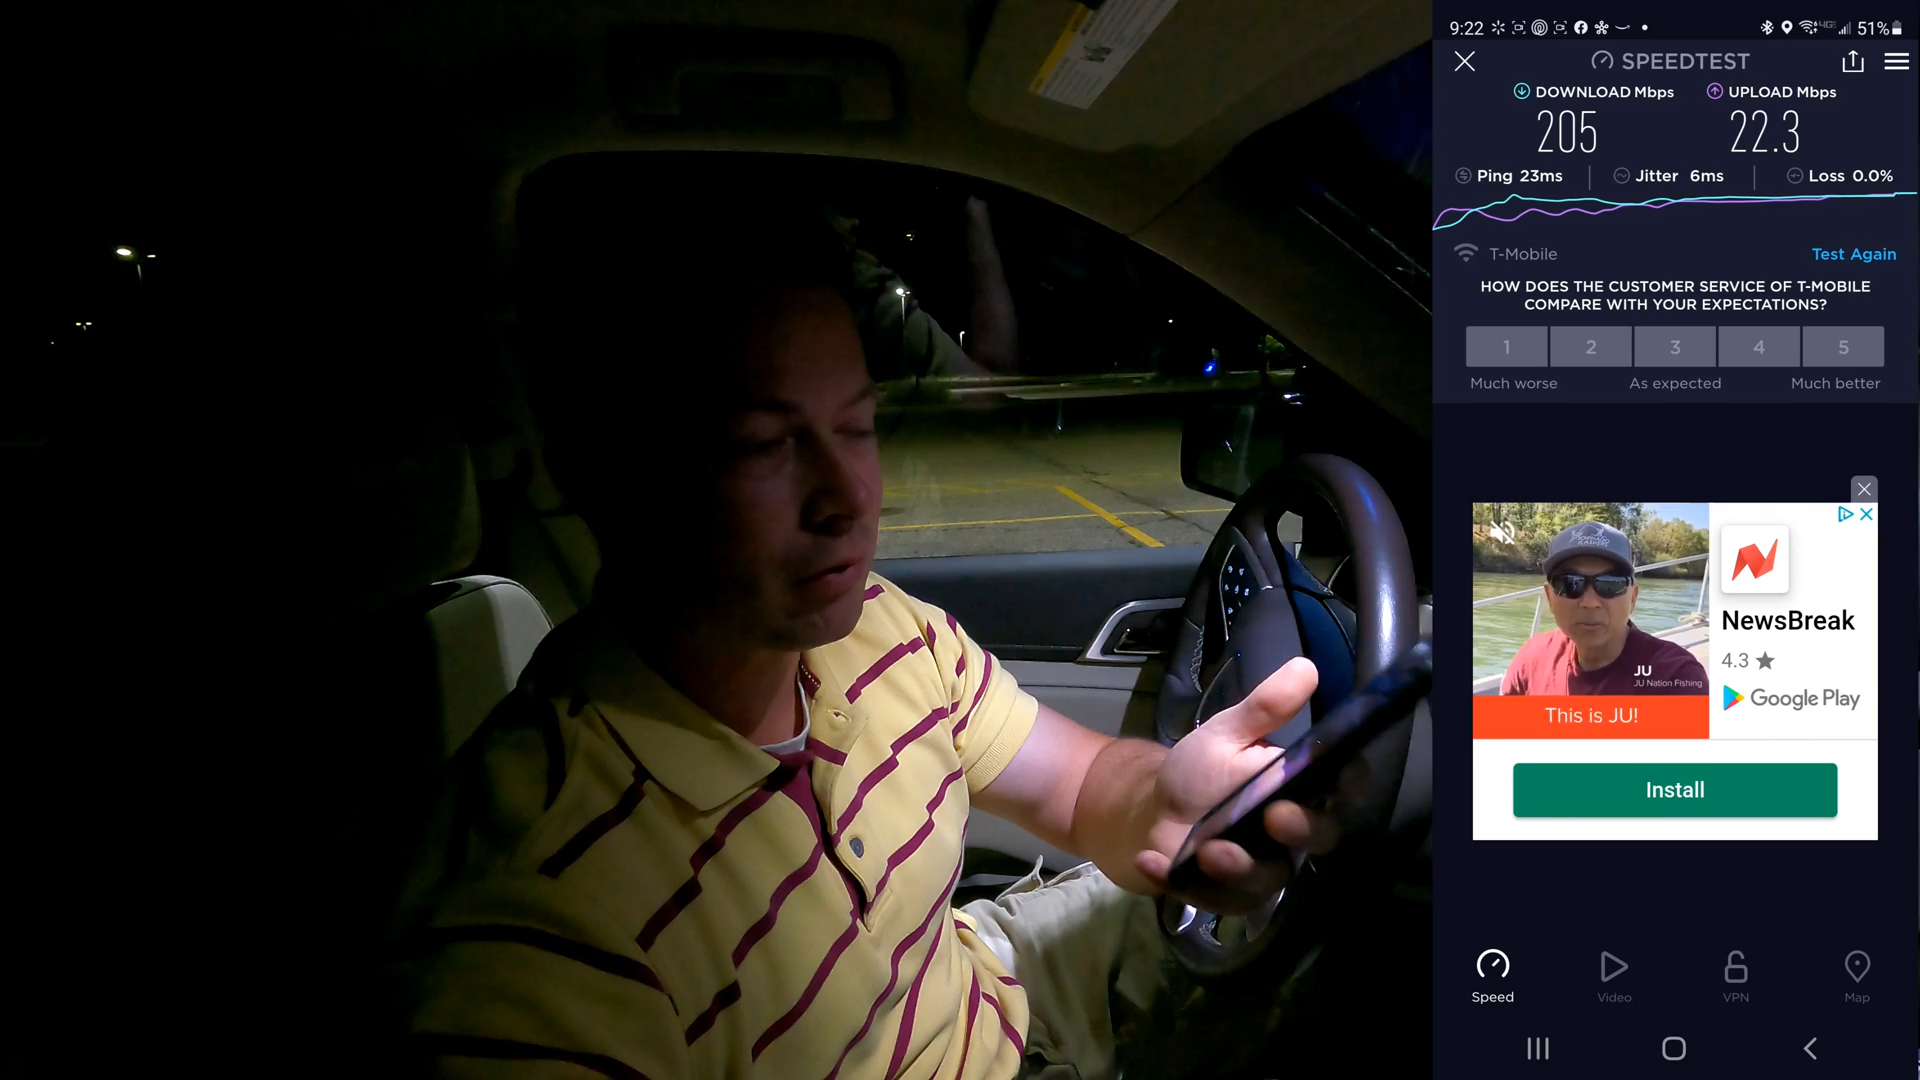 9:22
4GE
51%
SPEEDTEST
DOWNLOAD Mbps
UPLOAD Mbps
205
22.3
Ping 23ms
Jitter 6ms
Loss 0.0%
T-Mobile
Test Again
HOW DOES THE CUSTOMER SERVICE OF T-MOBILE
COMPARE WITH YOUR EXPECTATIONS?
1
2
3
4
5
Much worse
As expected
Much better
JU
JU Nation Fishing
This is JU!
NewsBreak
4.3
Google Play
Install
Speed
Video
VPN
Map